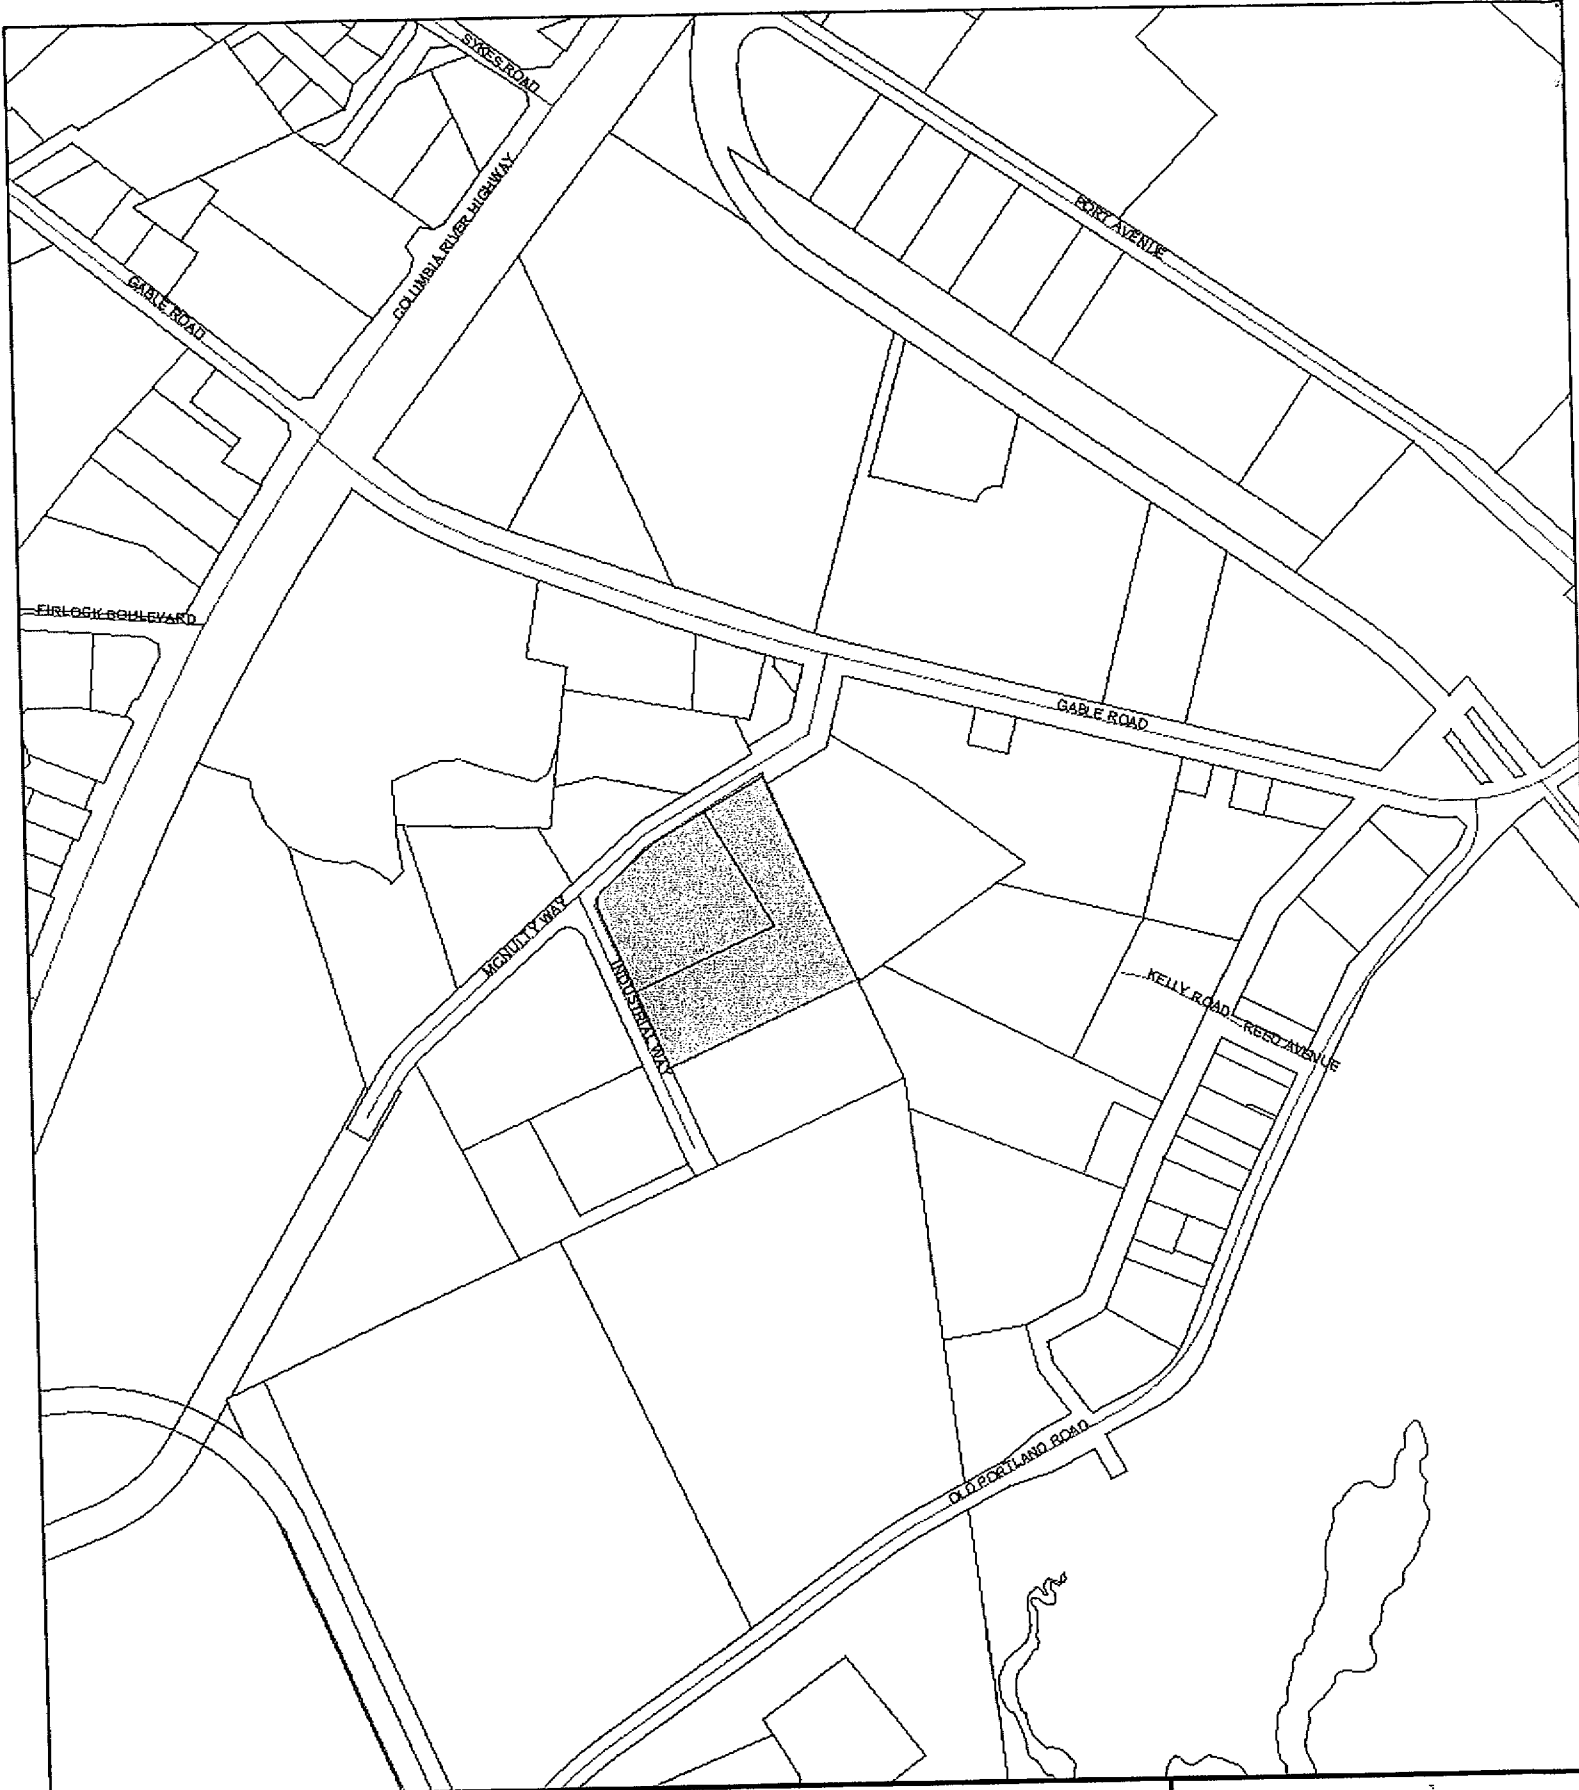 SYKES ROAD
COLUMBIA RIVER HIGHWAY
PORT AVENUE
GABLE ROAD
FIRLOCK BOULEVARD
GABLE ROAD
MCNULTY WAY
INDUSTRIAL WAY
KELLY ROAD
REED AVENUE
OLD PORTLAND ROAD